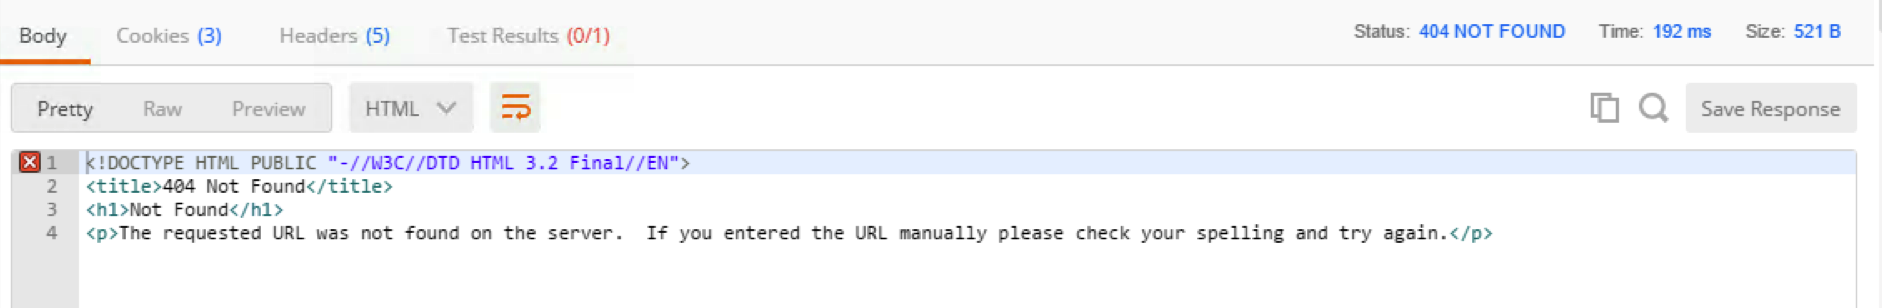 Body Cookies (3) Headers (5) Test Results (0/1) Status: 404 NOT FOUND Time: 192 ms Size: 521 B
Pretty Raw Preview HTML Save Response
1 <!DOCTYPE HTML PUBLIC "-//W3C//DTD HTML 3.2 Final//EN">
2 <title>404 Not Found</title>
3 <h1>Not Found</h1>
4 <p>The requested URL was not found on the server.  If you entered the URL manually please check your spelling and try again.</p>